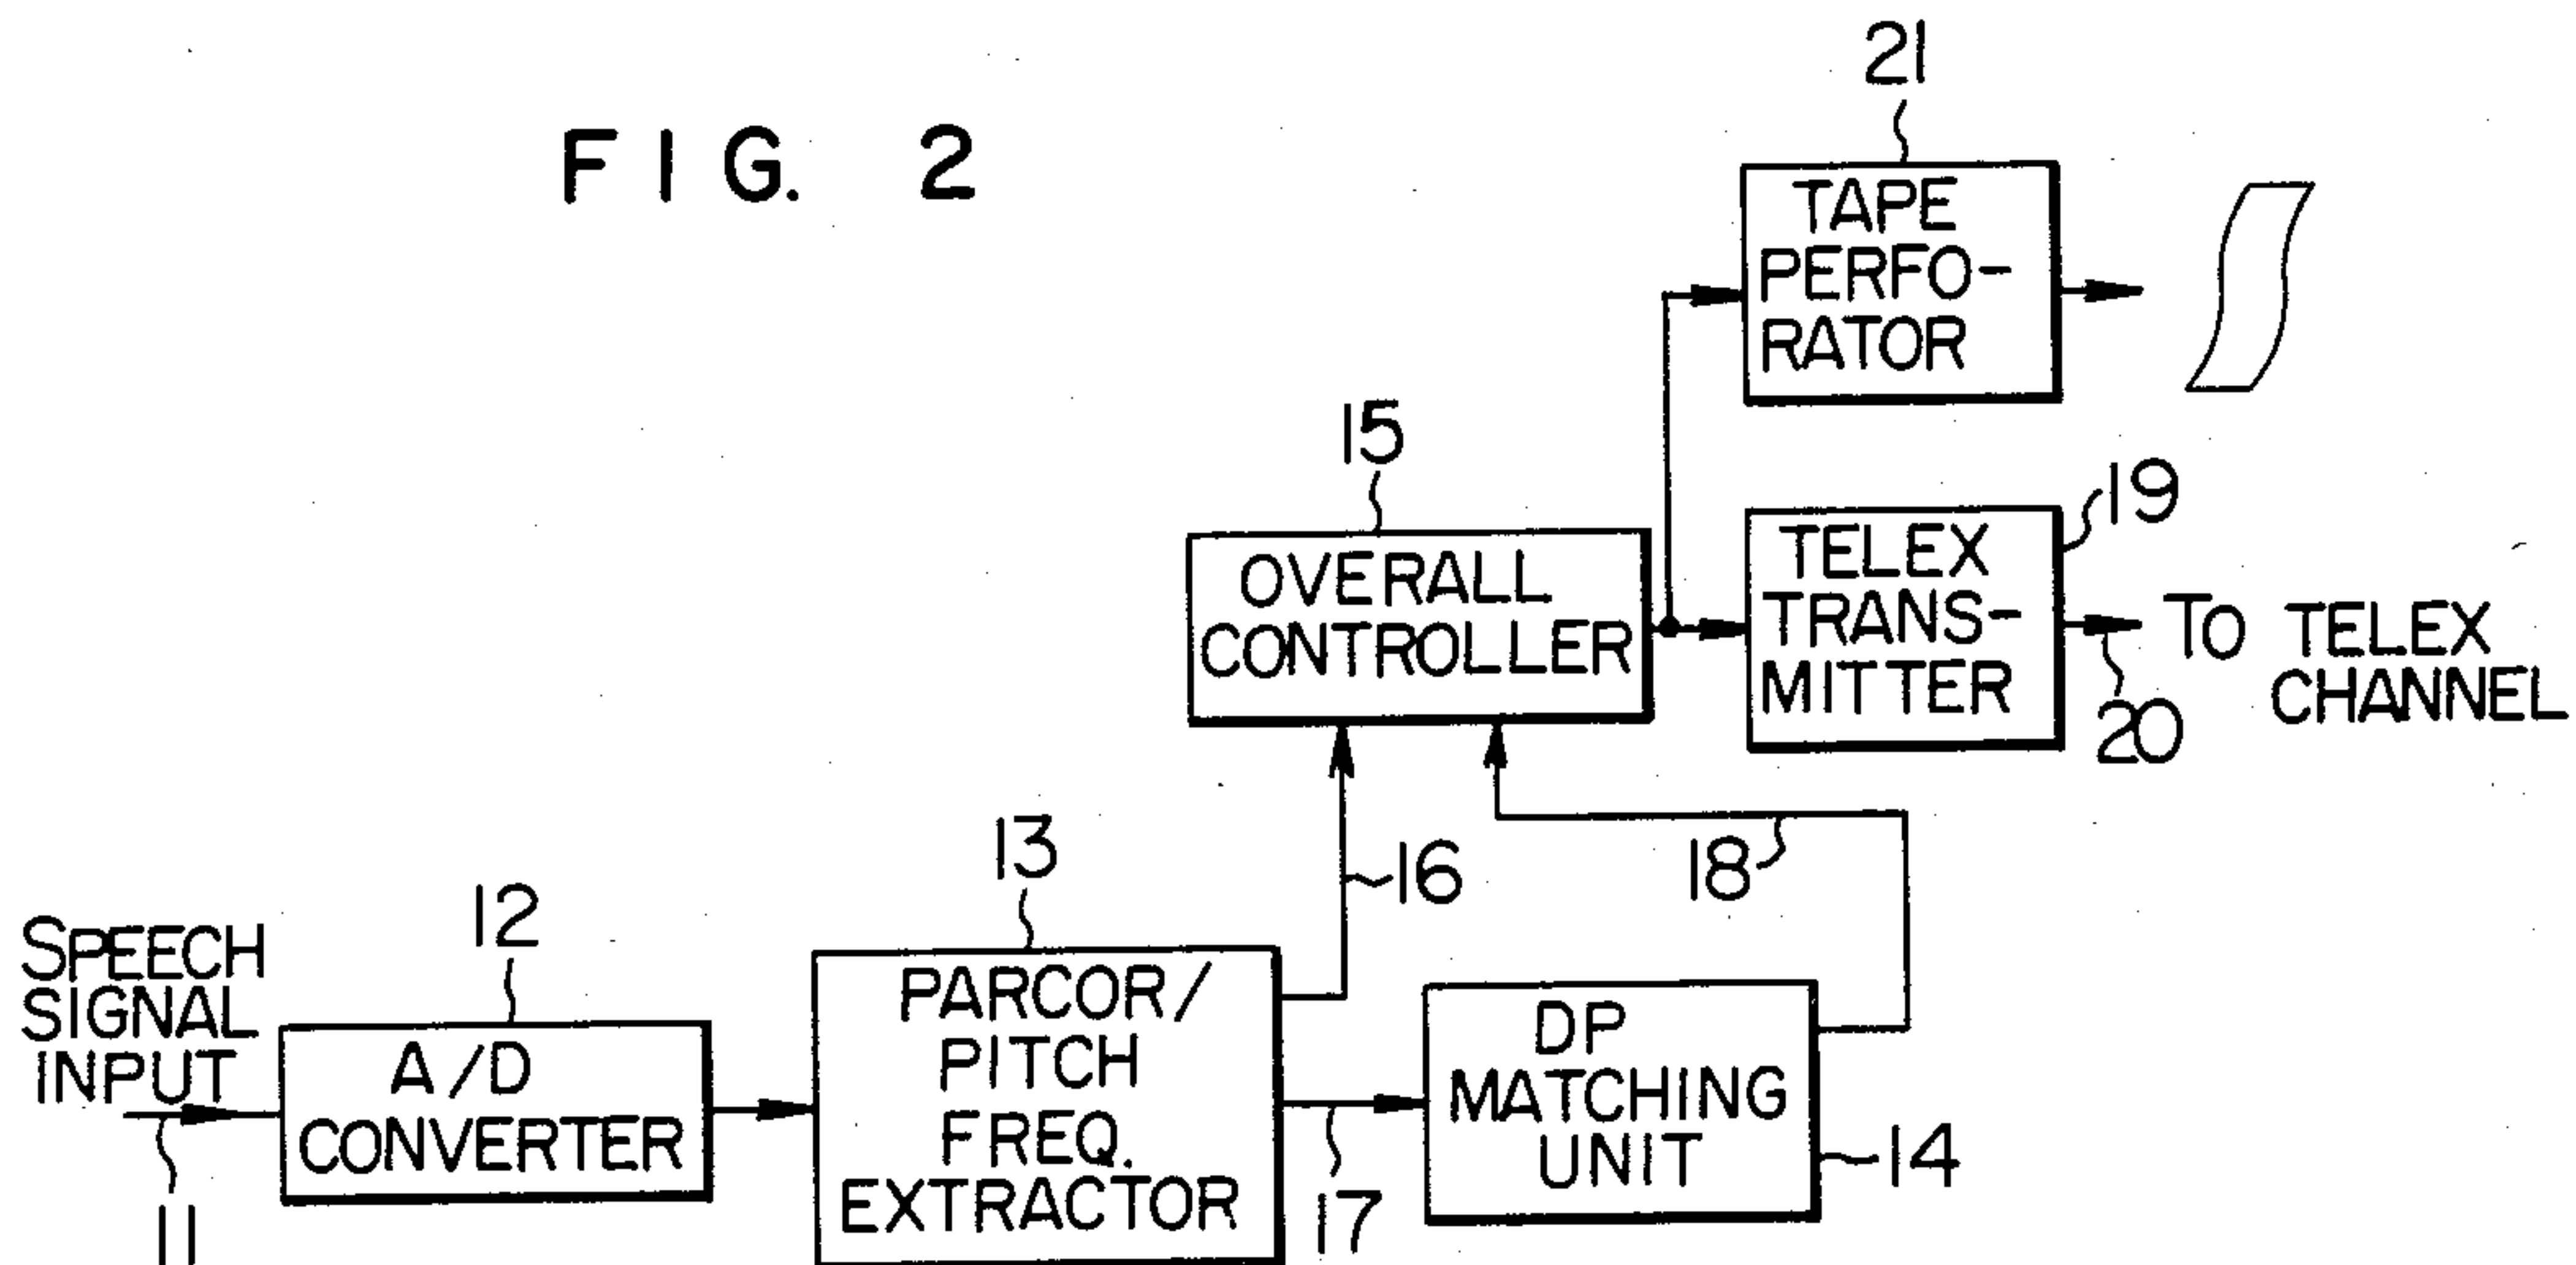 FIG. 2
21
TAPE
PERFO-
RATOR
15
OVERALL
CONTROLLER
19
TELEX
TRANS-
MITTER
TO TELEX
CHANNEL
20
16
18
13
PARCOR/
PITCH
FREQ.
EXTRACTOR
12
SPEECH
SIGNAL
INPUT
11
A/D
CONVERTER
17
DP
MATCHING
UNIT
14